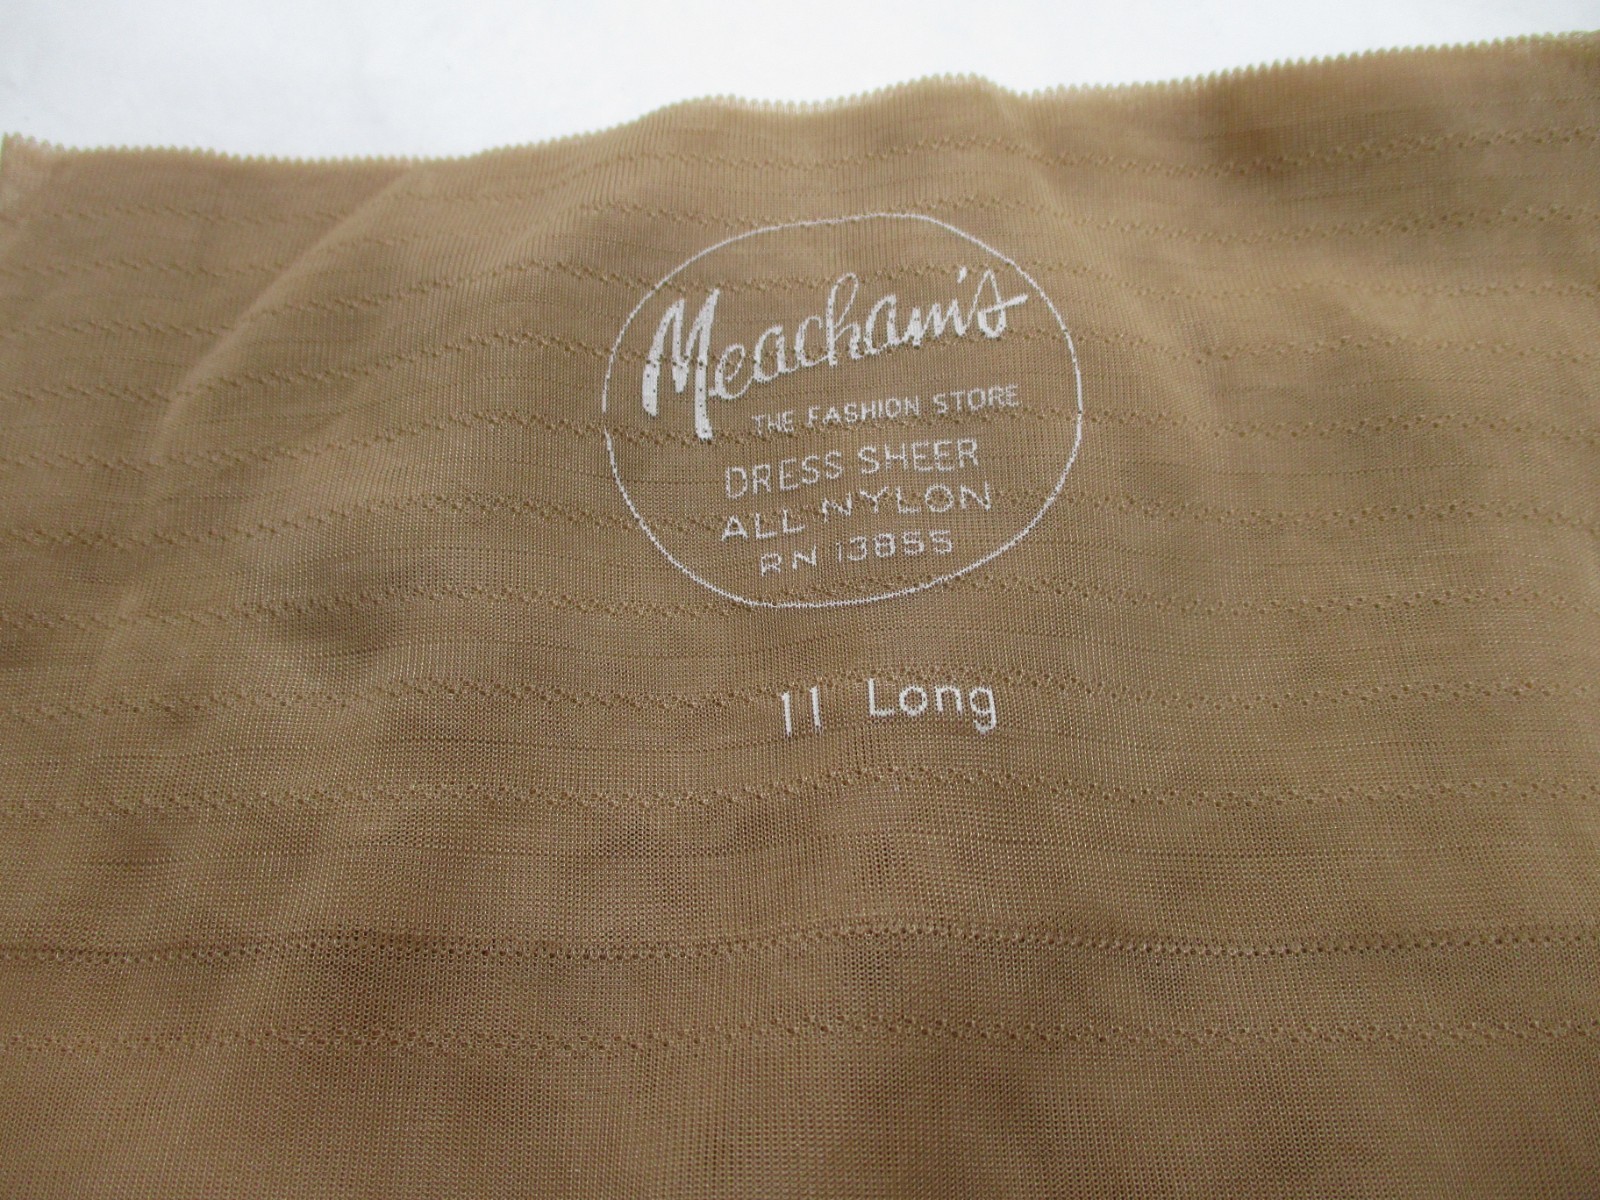 Meacham's
THE FASHION STORE
DRESS SHEER
ALL NYLON
RN 13855
11 Long